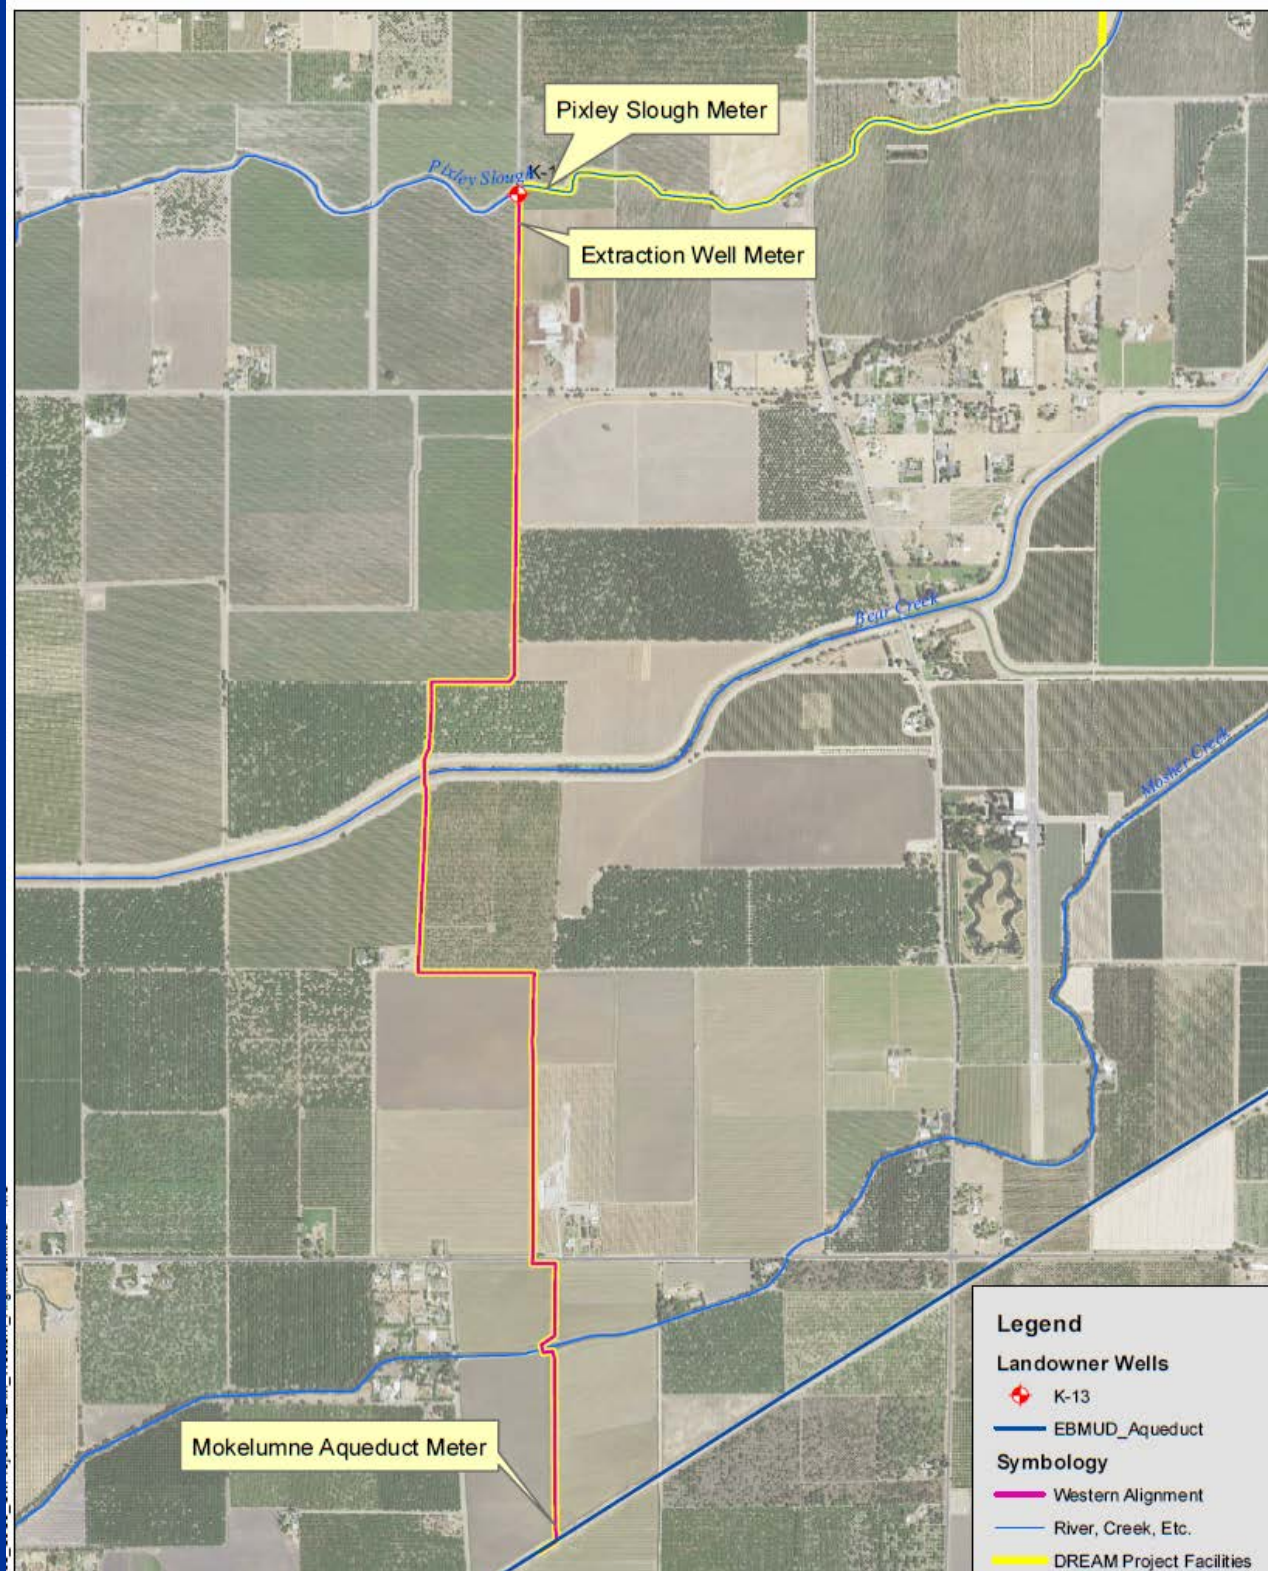 Pixley Slough Meter
Pixley Slough
K-1
Extraction Well Meter
Bear Creek
Mosher Creek
Mokelumne Aqueduct Meter
Legend
Landowner Wells
K-13
EBMUD_Aqueduct
Symbology
Western Alignment
River, Creek, Etc.
DREAM Project Facilities